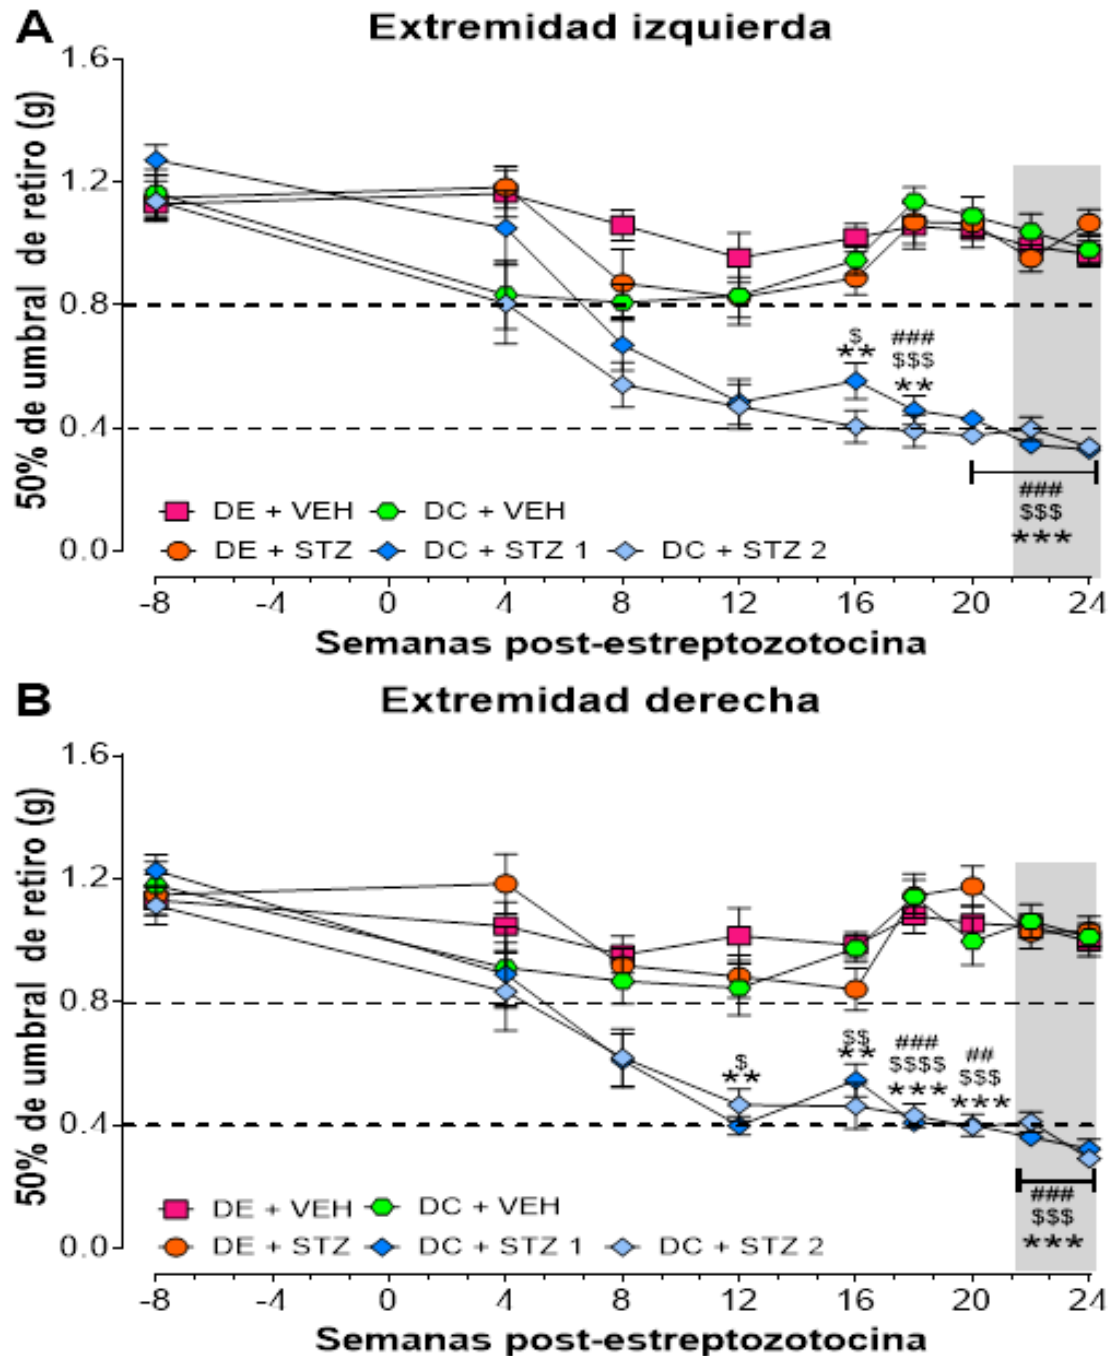 A
Extremidad izquierda
50% de umbral de retiro (g)
1.6
1.2
0.8
0.4
0.0
$
**
###
$$$
**
###
$$$
***
DE + VEH
DC + VEH
DE + STZ
DC + STZ 1
DC + STZ 2
-8
-4
0
4
8
12
16
20
24
Semanas post-estreptozotocina
B
Extremidad derecha
50% de umbral de retiro (g)
1.6
1.2
0.8
0.4
0.0
$
**
$$
**
###
$$$$
***
##
$$$
***
###
$$$
***
DE + VEH
DC + VEH
DE + STZ
DC + STZ 1
DC + STZ 2
-8
-4
0
4
8
12
16
20
24
Semanas post-estreptozotocina